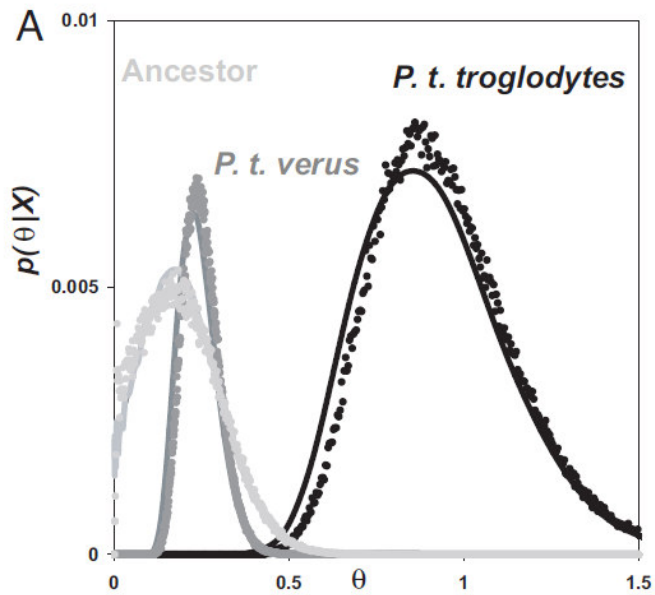 A
0.01
Ancestor
P. t. troglodytes
P. t. verus
p(θ|X)
0.005
0
0
0.5
θ
1
1.5